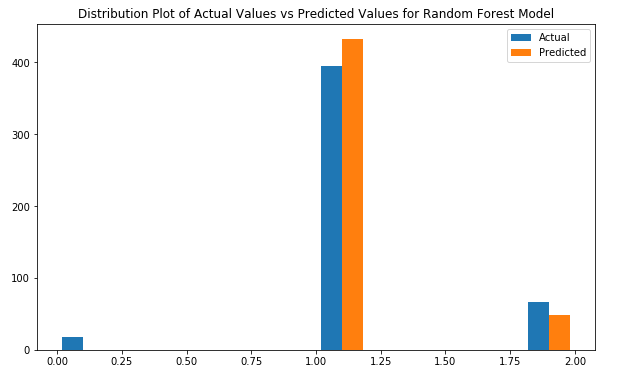 Distribution Plot of Actual Values vs Predicted Values for Random Forest Model
Actual
Predicted
400
300
200
100
0
0.00 0.25 0.50 0.75 1.00 1.25 1.50 1.75 2.00